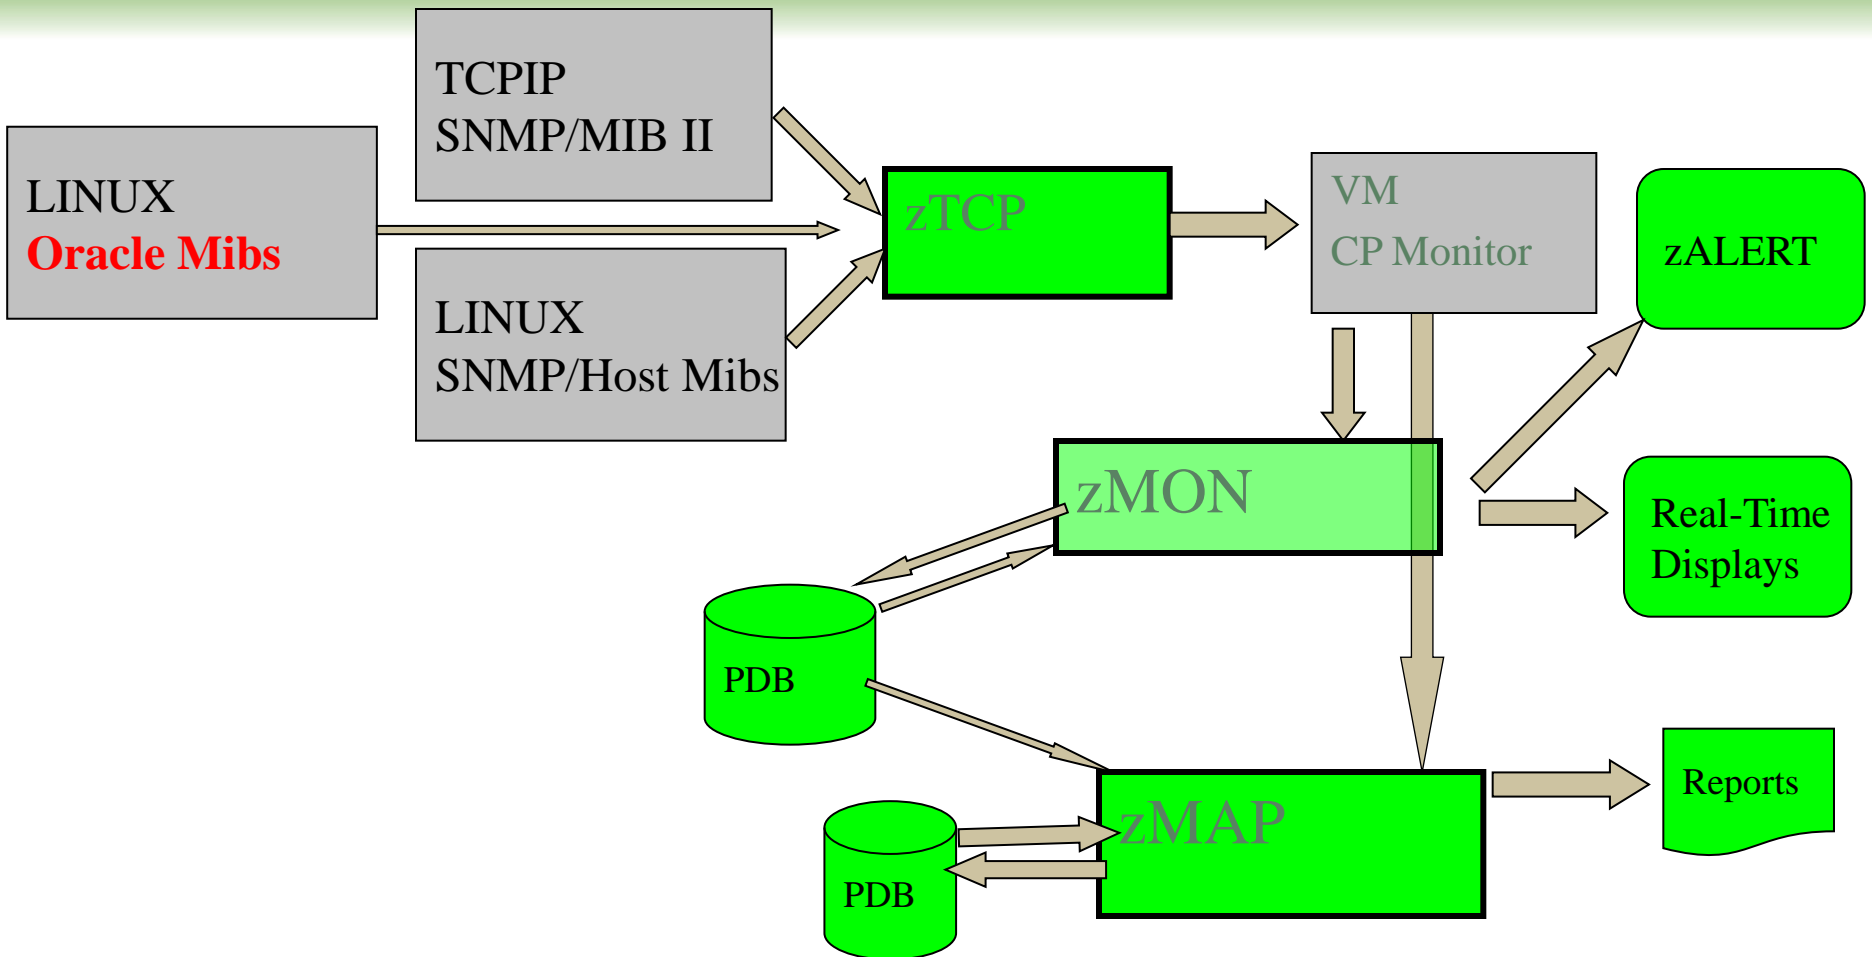 TCPIP
SNMP/MIB II
LINUX
Oracle Mibs
LINUX
SNMP/Host Mibs
zTCP
VM
CP Monitor
zALERT
zMON
Real-Time
Displays
PDB
zMAP
Reports
PDB